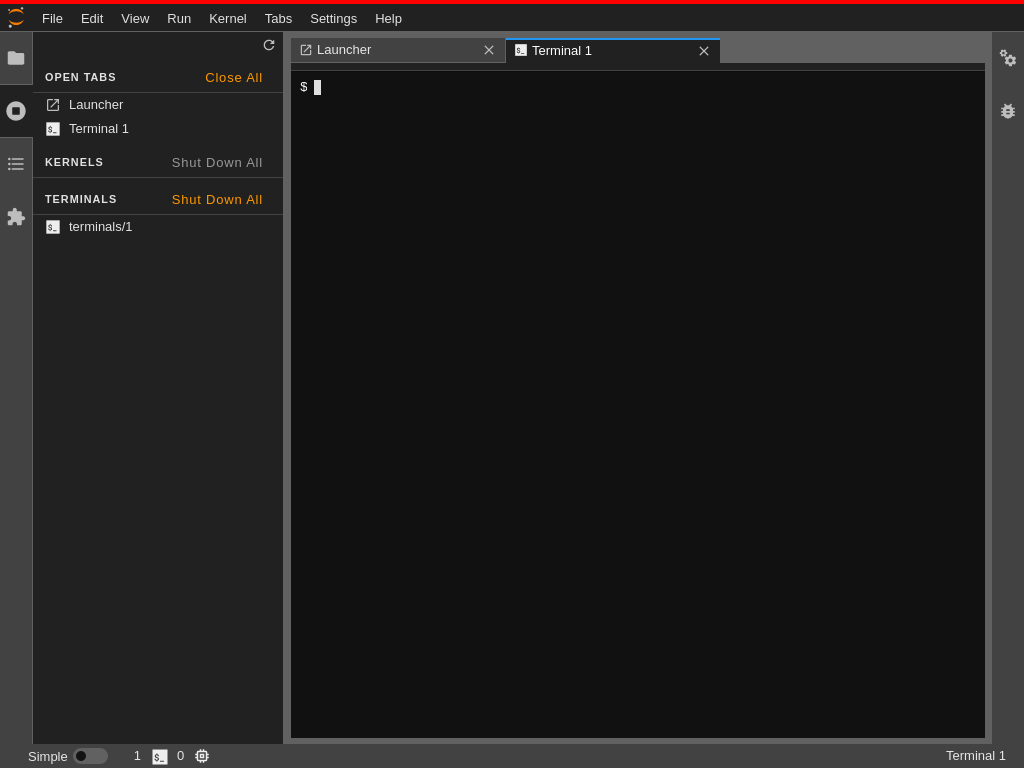 File Edit View Run Kernel Tabs Settings Help
OPEN TABS Close All
Launcher
Terminal 1
KERNELS Shut Down All
TERMINALS Shut Down All
terminals/1
Launcher Terminal 1
$
Simple 1 0 Terminal 1